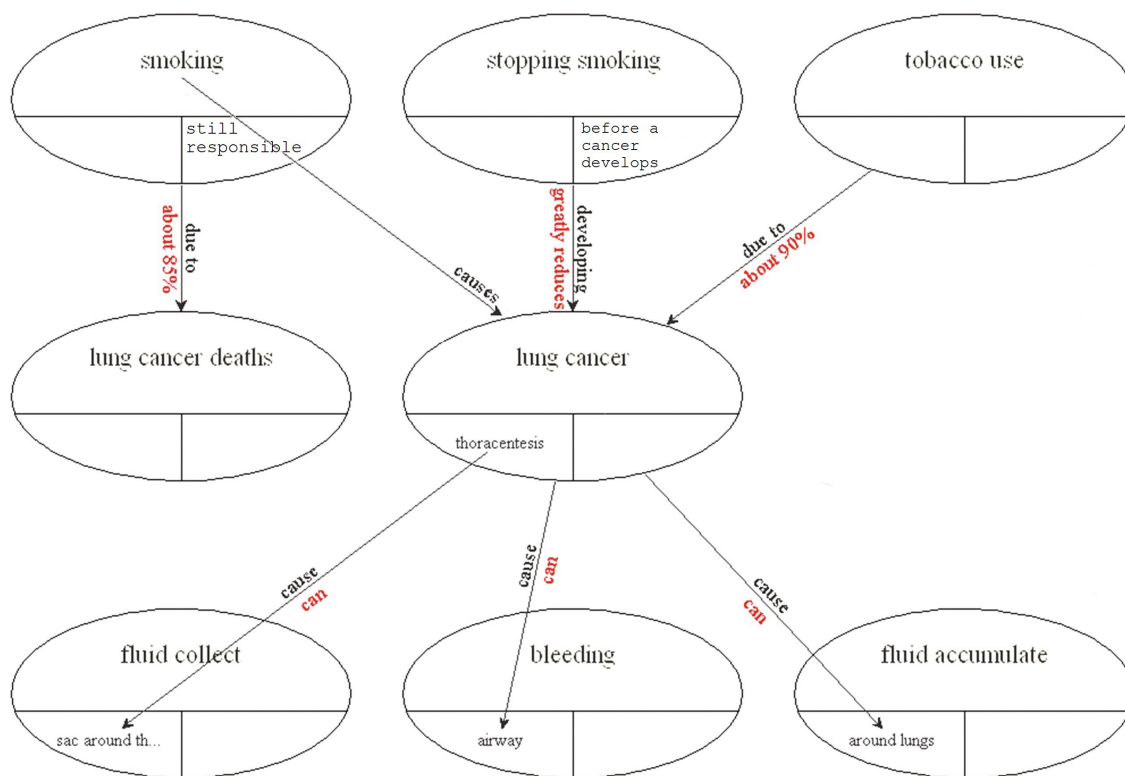 smoking
stopping smoking
tobacco use
still
responsible
before a
cancer
develops
due to
about 85%
causes
developing
greatly reduces
due to
about 90%
lung cancer deaths
lung cancer
thoracentesis
cause
can
cause
can
cause
can
fluid collect
bleeding
fluid accumulate
sac around th...
airway
around lungs